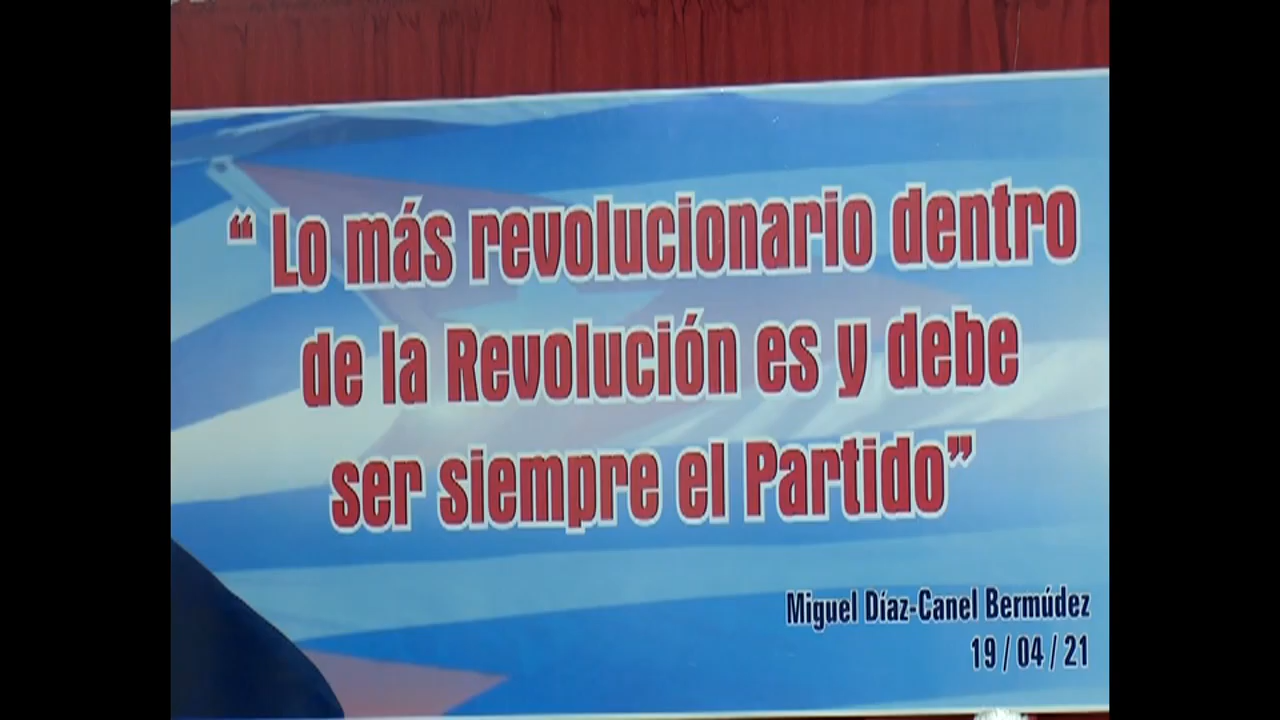 “ Lo más revolucionario dentro
de la Revolución es y debe
ser siempre el Partido”
Miguel Díaz-Canel Bermúdez
19 / 04 / 21